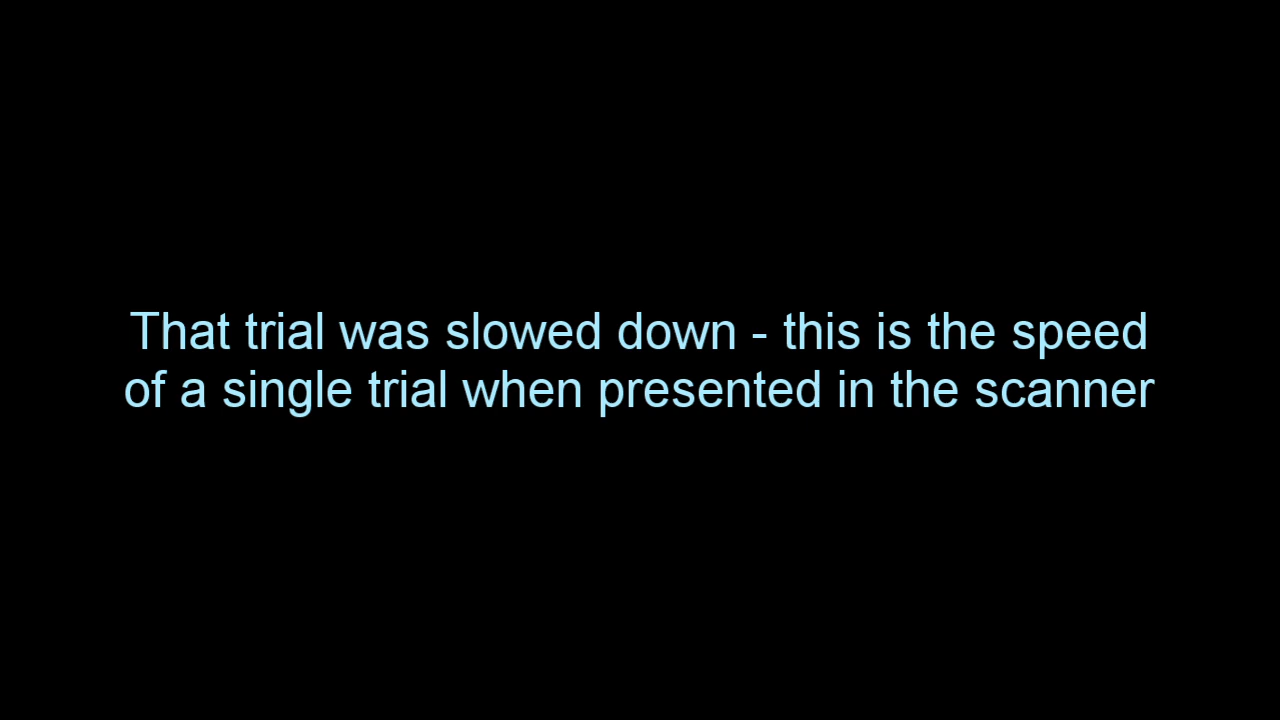 That trial was slowed down - this is the speed
of a single trial when presented in the scanner